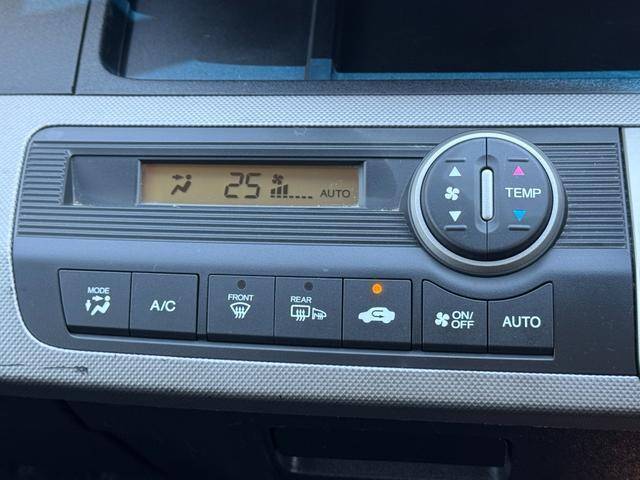 25 AUTO
TEMP
MODE
A/C
FRONT
REAR
ON/
OFF
AUTO